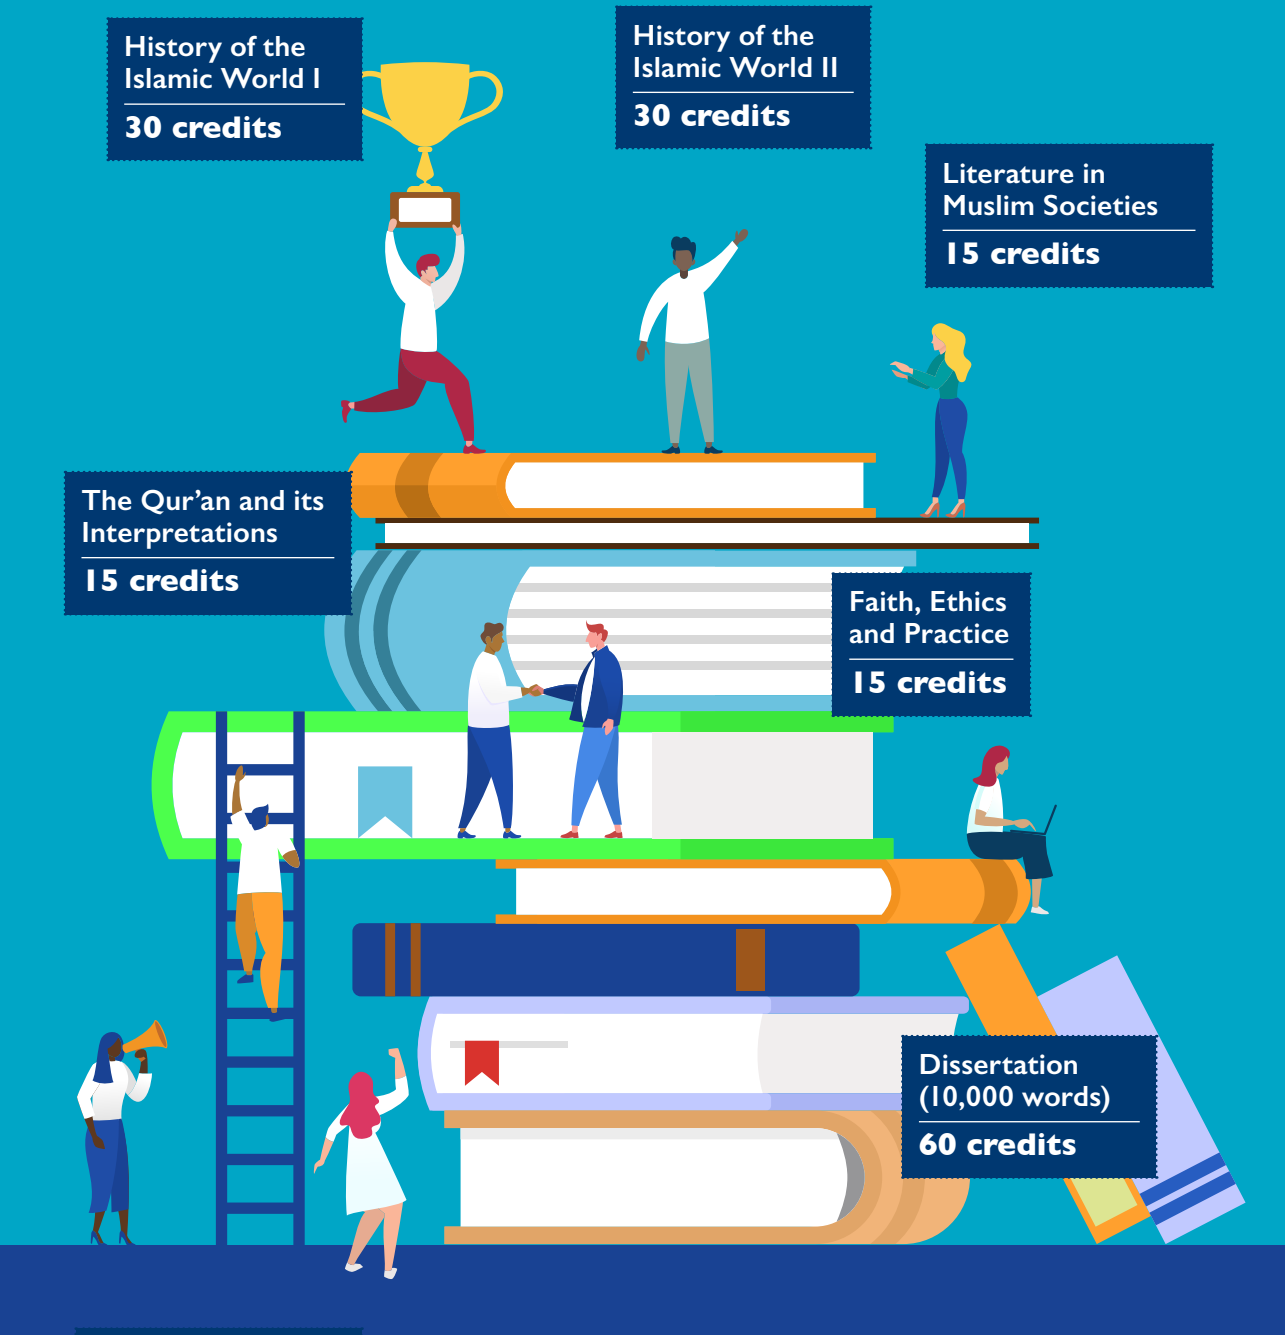 History of the
Islamic World I
30 credits
History of the
Islamic World II
30 credits
Literature in
Muslim Societies
15 credits
The Qur’an and its
Interpretations
15 credits
Faith, Ethics
and Practice
15 credits
Dissertation
(10,000 words)
60 credits